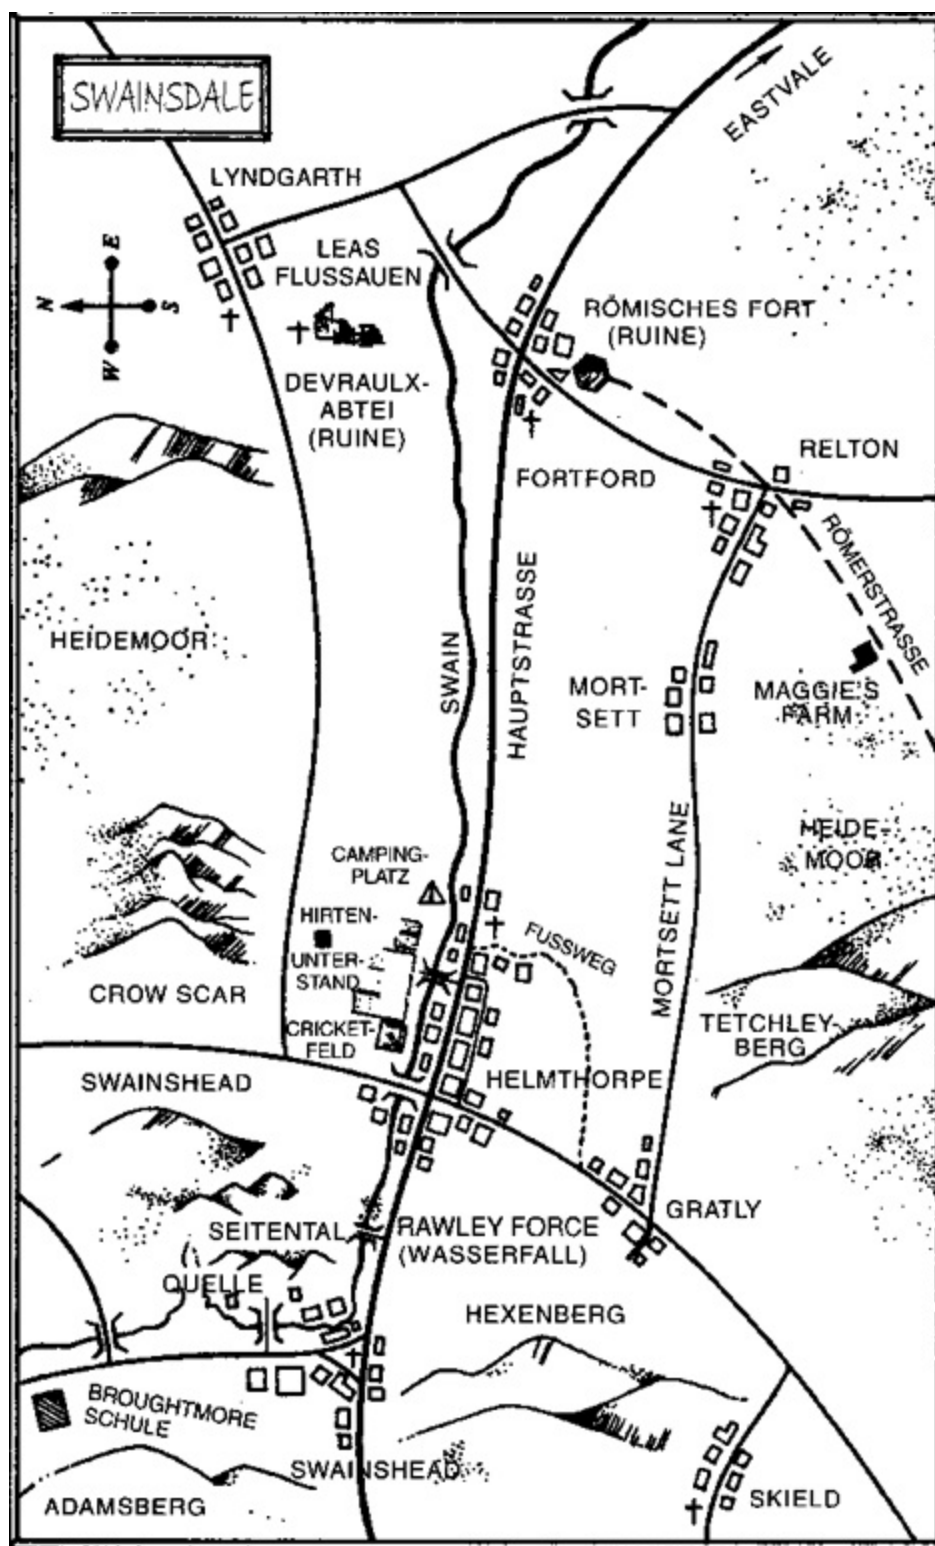 SWAINSDALE
EASTVALE
LYNDGARTH
N
E
S
W
LEAS
FLUSSAUEN
RÖMISCHES FORT
(RUINE)
DEVRAULX-
ABTEI
(RUINE)
FORTFORD
RELTON
RÖMERSTRASSE
HEIDEMOOR
SWAIN
HAUPTSTRASSE
MORT-
SETT
MAGGIE'S
FARM
HEIDE-
MOOR
MORTSETT LANE
CAMPING-
PLATZ
HIRTEN-
UNTER-
STAND
FUSSWEG
CROW SCAR
CRICKET-
FELD
TETCHLEY-
BERG
SWAINSHEAD
HELMTHORPE
GRATLY
SEITENTAL
RAWLEY FORCE
(WASSERFALL)
QUELLE
HEXENBERG
BROUGHTMORE
SCHULE
SWAINSHEAD
ADAMSBERG
SKIELD